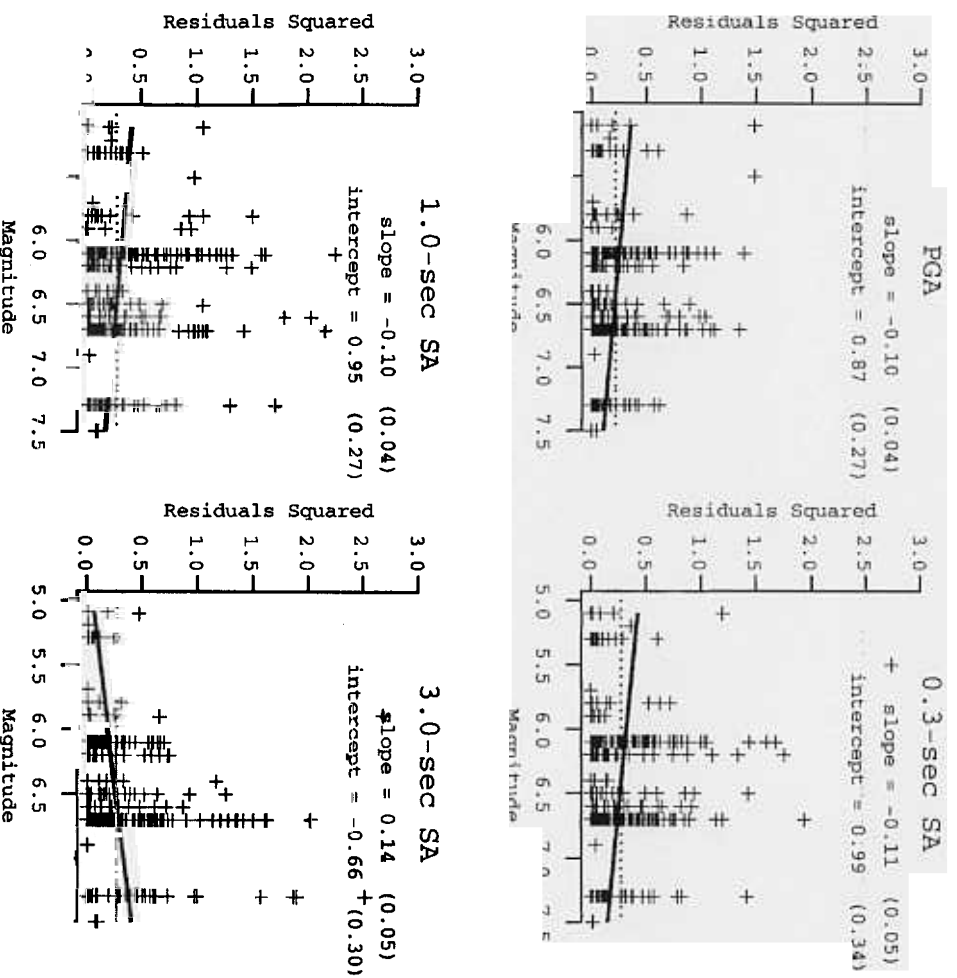 PGA
slope = -0.10 (0.04)
intercept = 0.87 (0.27)
Residuals Squared
3.0
2.5
2.0
1.5
1.0
0.5
0.0
6.0 6.5 7.0 7.5
0.3-sec SA
slope = -0.11 (0.05)
intercept = 0.99 (0.34)
Residuals Squared
3.0
2.5
2.0
1.5
1.0
0.5
0.0
5.0 5.5 6.0 6.5 7.0 7.5
1.0-sec SA
slope = -0.10 (0.04)
intercept = 0.95 (0.27)
Residuals Squared
3.0
2.5
2.0
1.5
1.0
0.5
6.0 6.5 7.0 7.5
Magnitude
3.0-sec SA
slope = 0.14 (0.05)
intercept = -0.66 (0.30)
Residuals Squared
3.0
2.5
2.0
1.5
1.0
0.5
0.0
5.0 5.5 6.0 6.5
Magnitude